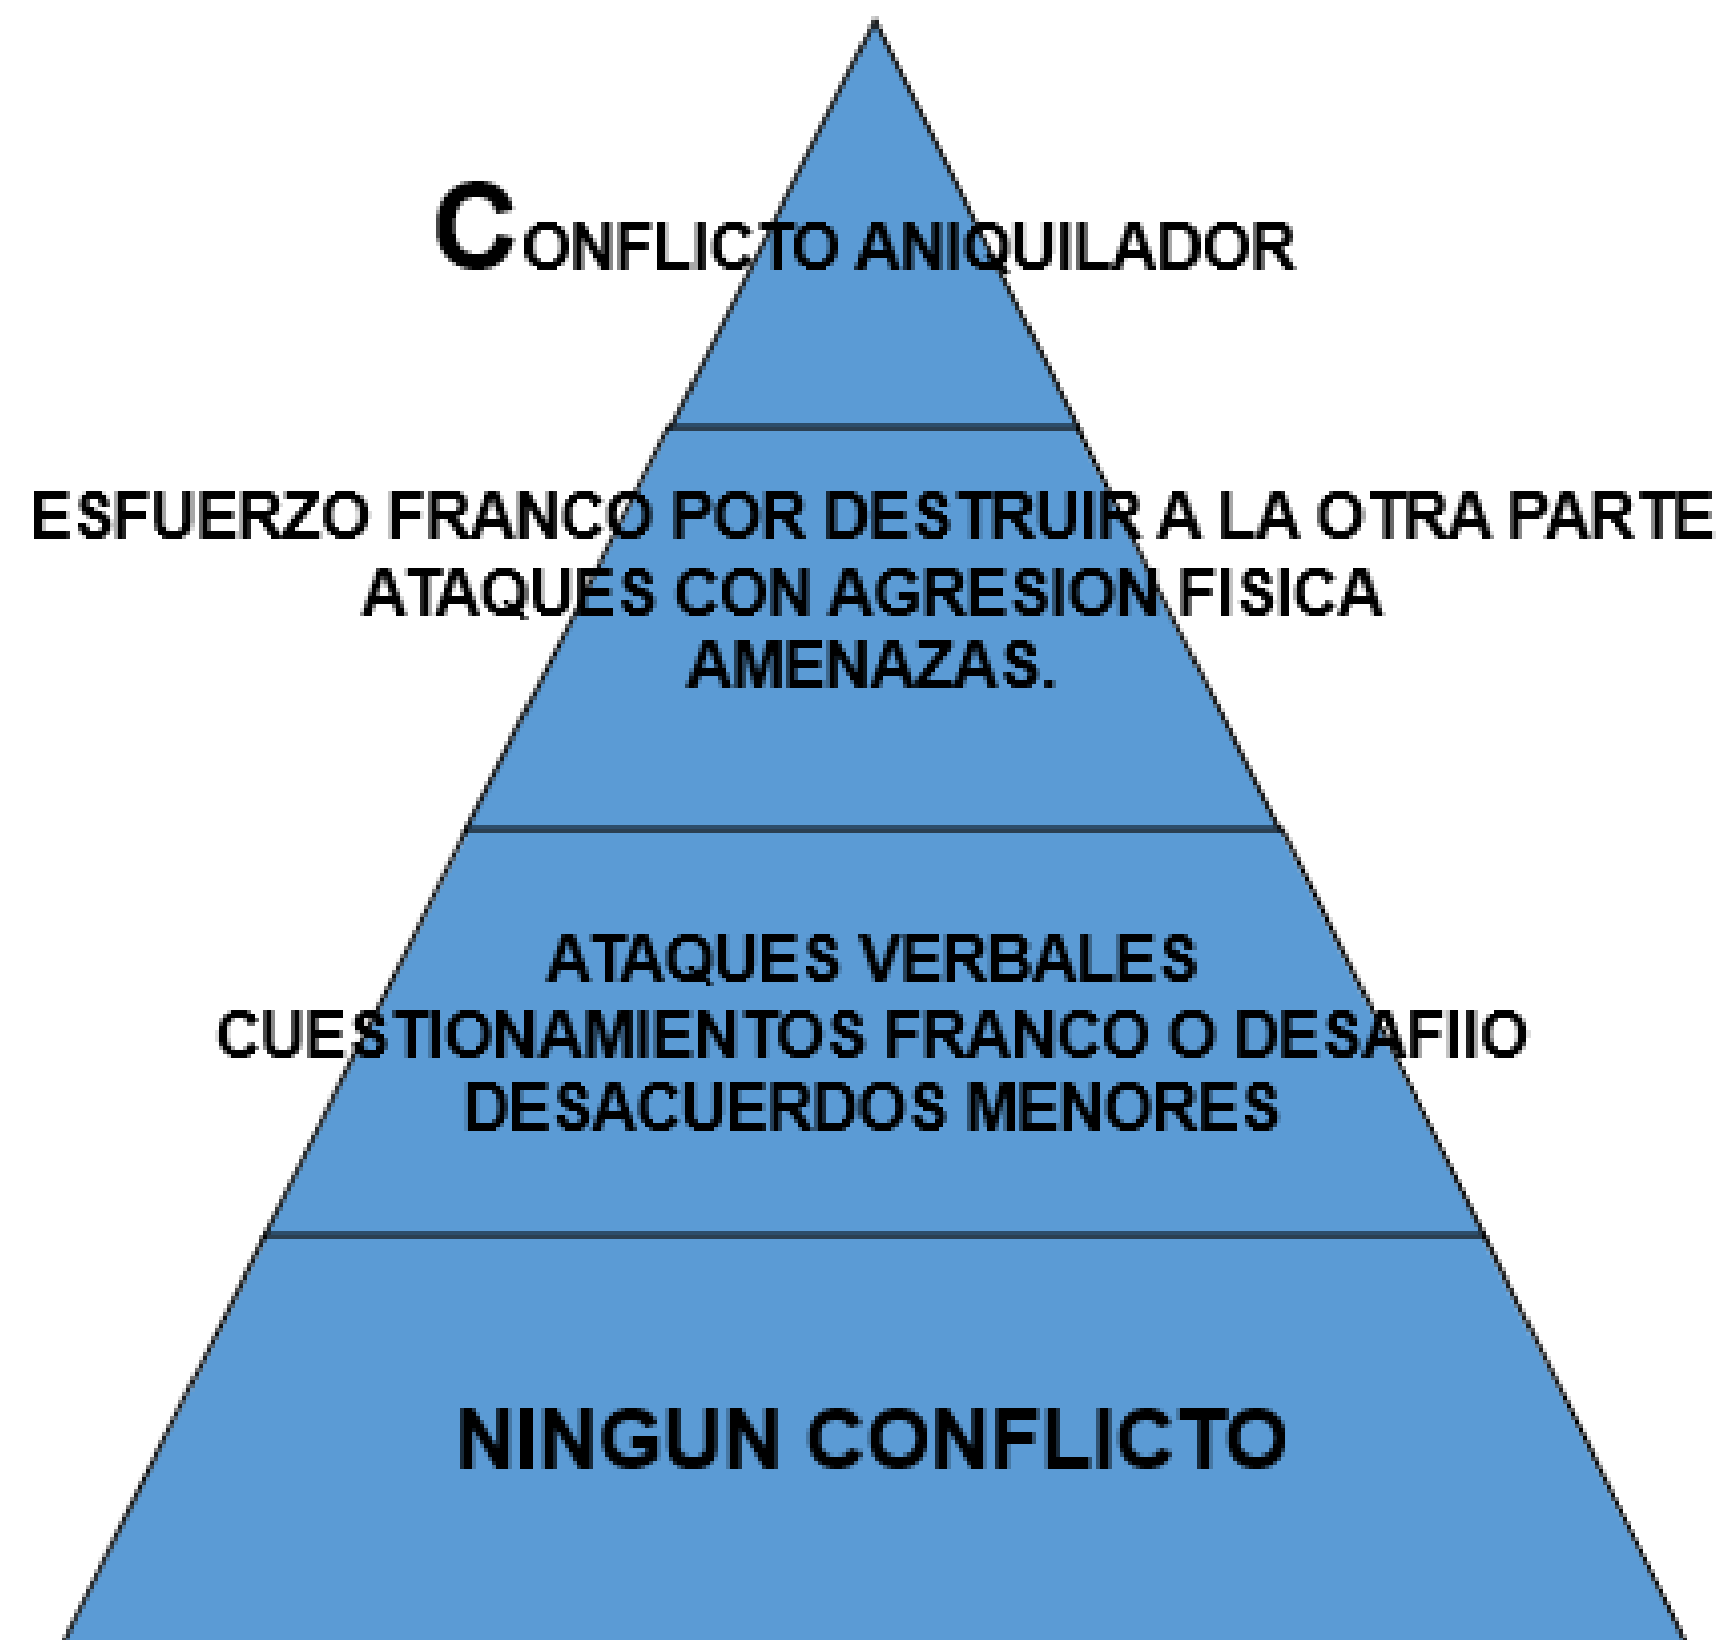 CONFLICTO ANIQUILADOR
ESFUERZO FRANCO POR DESTRUIR A LA OTRA PARTE
ATAQUES CON AGRESION FISICA
AMENAZAS.
ATAQUES VERBALES
CUESTIONAMIENTOS FRANCO O DESAFIIO
DESACUERDOS MENORES
NINGUN CONFLICTO